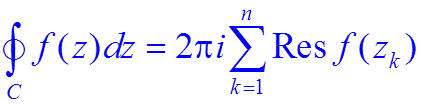 ∮_C f(z)dz = 2πi ∑_{k=1}^{n} Res f(z_k)